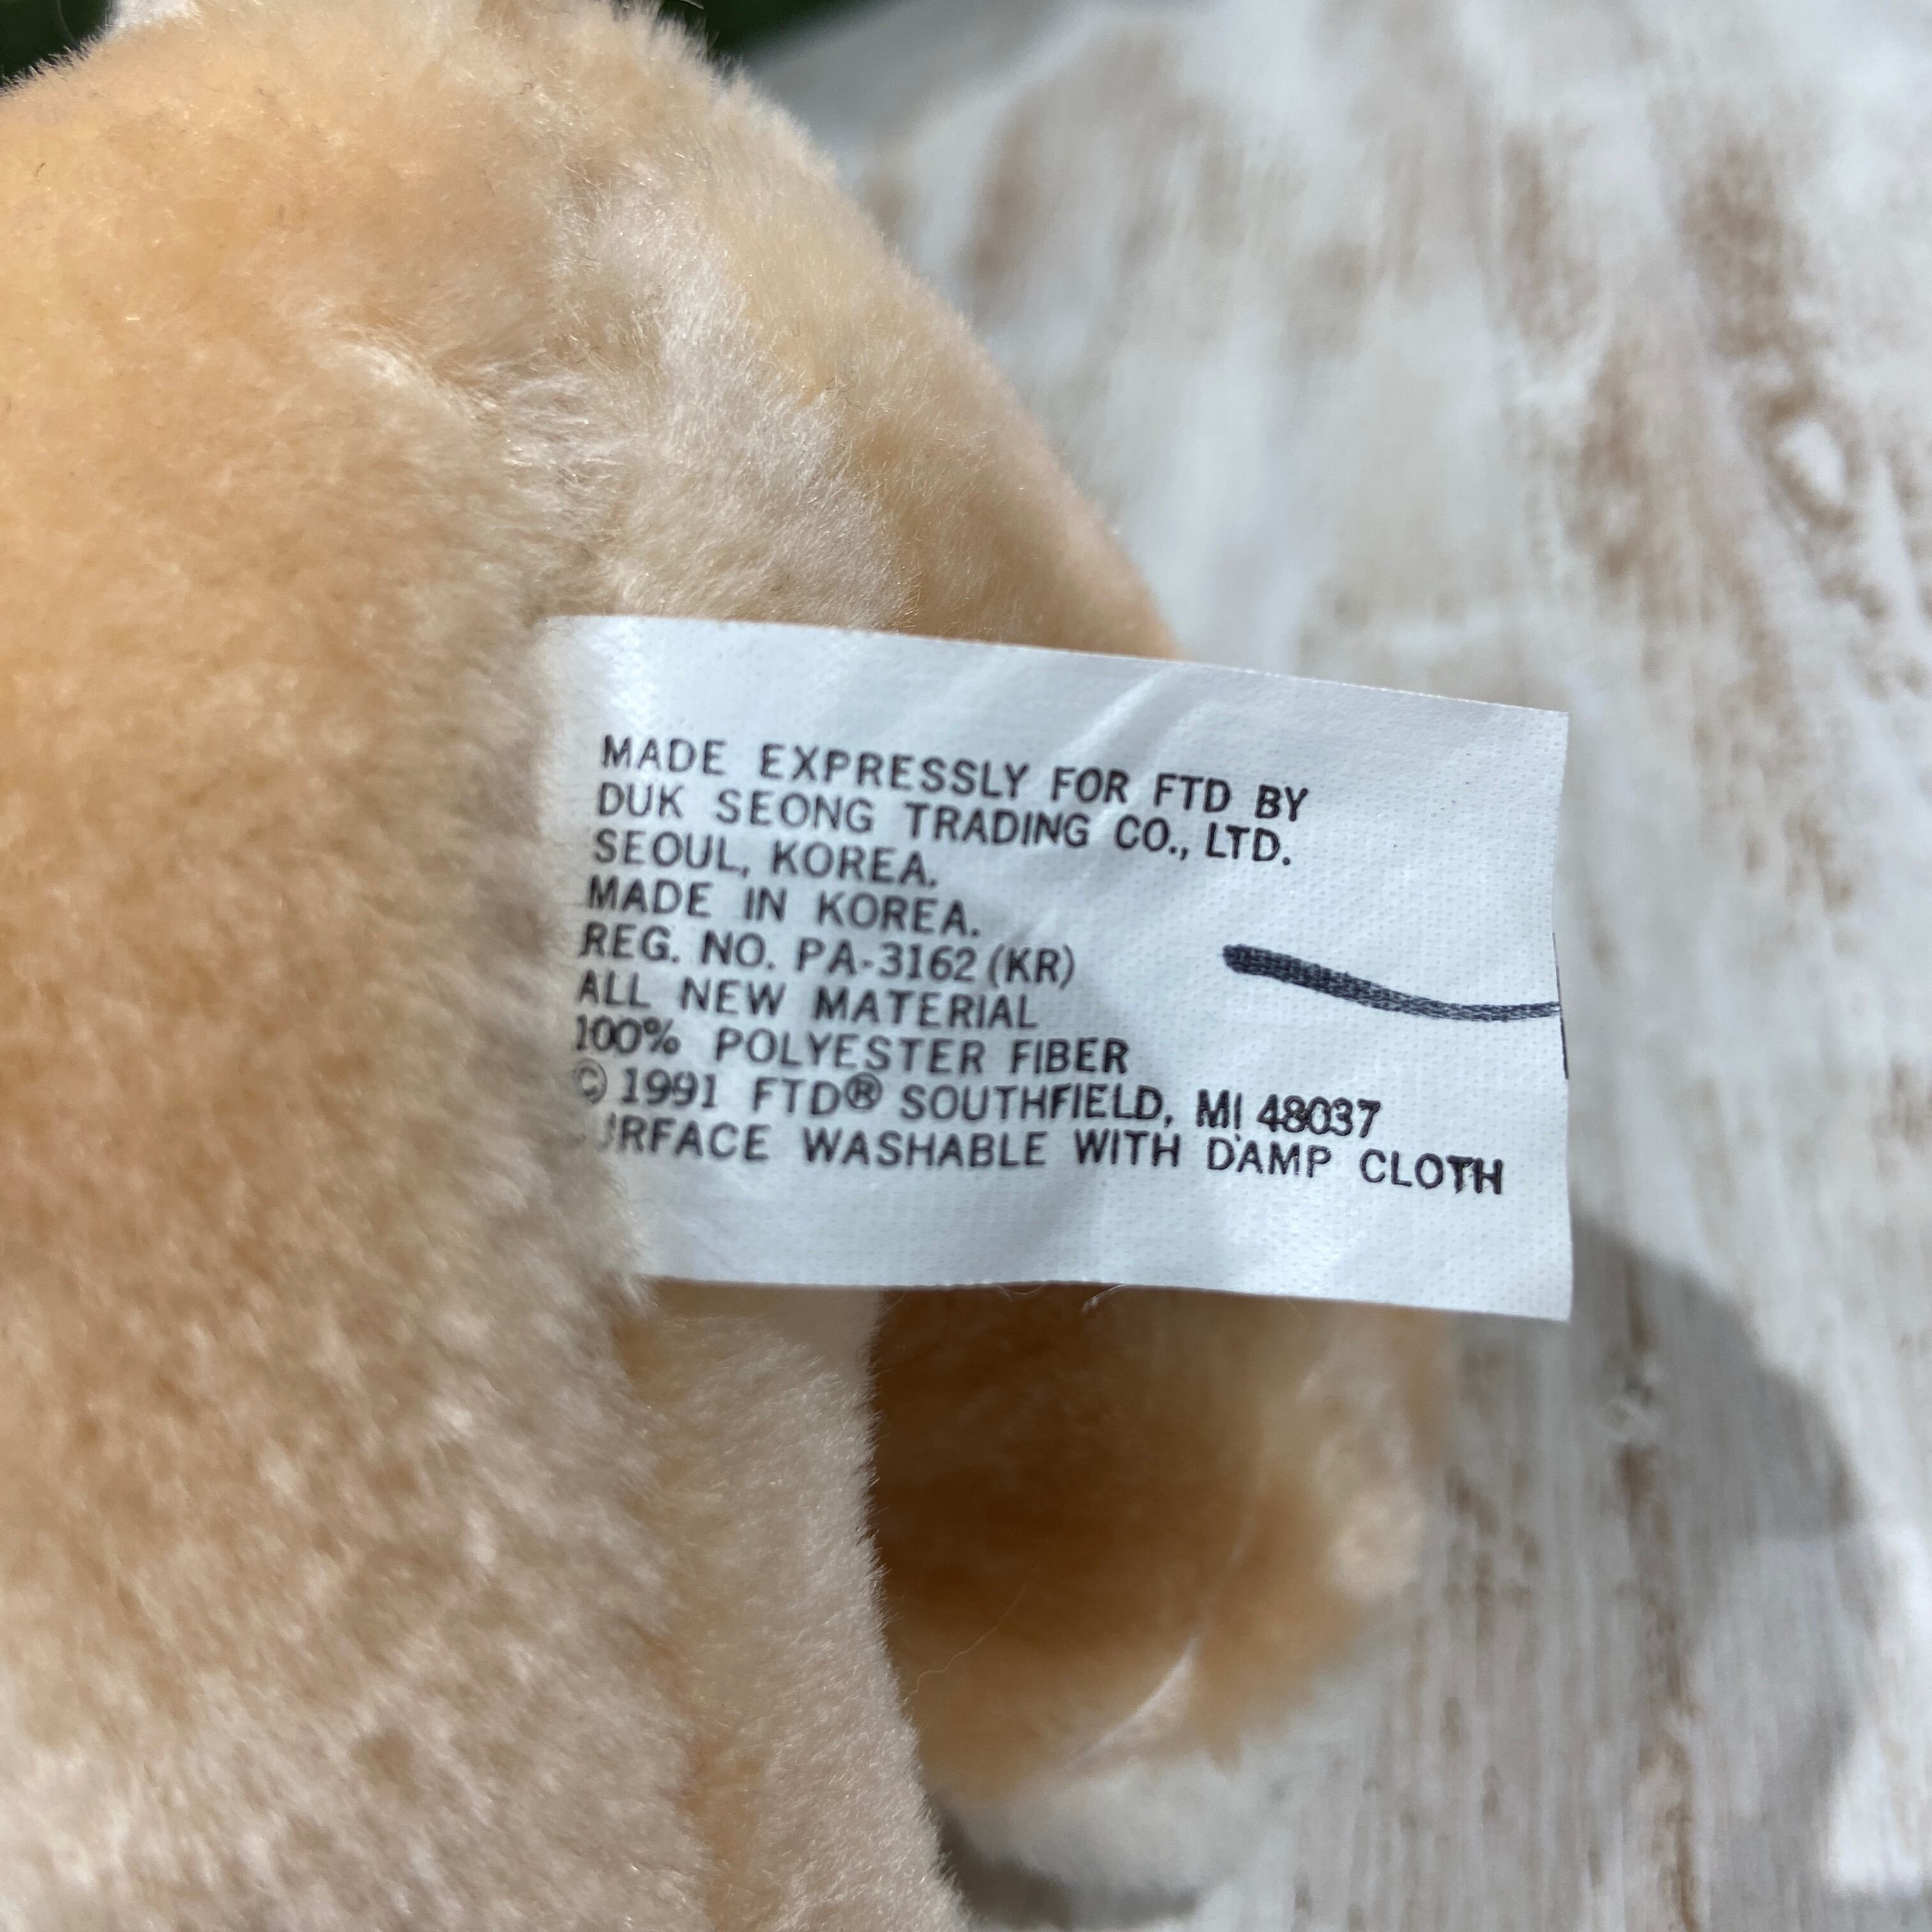 MADE EXPRESSLY FOR FTD BY
DUK SEONG TRADING CO., LTD.
SEOUL, KOREA.
MADE IN KOREA.
REG. NO. PA-3162 (KR)
ALL NEW MATERIAL
100% POLYESTER FIBER
© 1991 FTD® SOUTHFIELD, MI 48037
URFACE WASHABLE WITH DAMP CLOTH